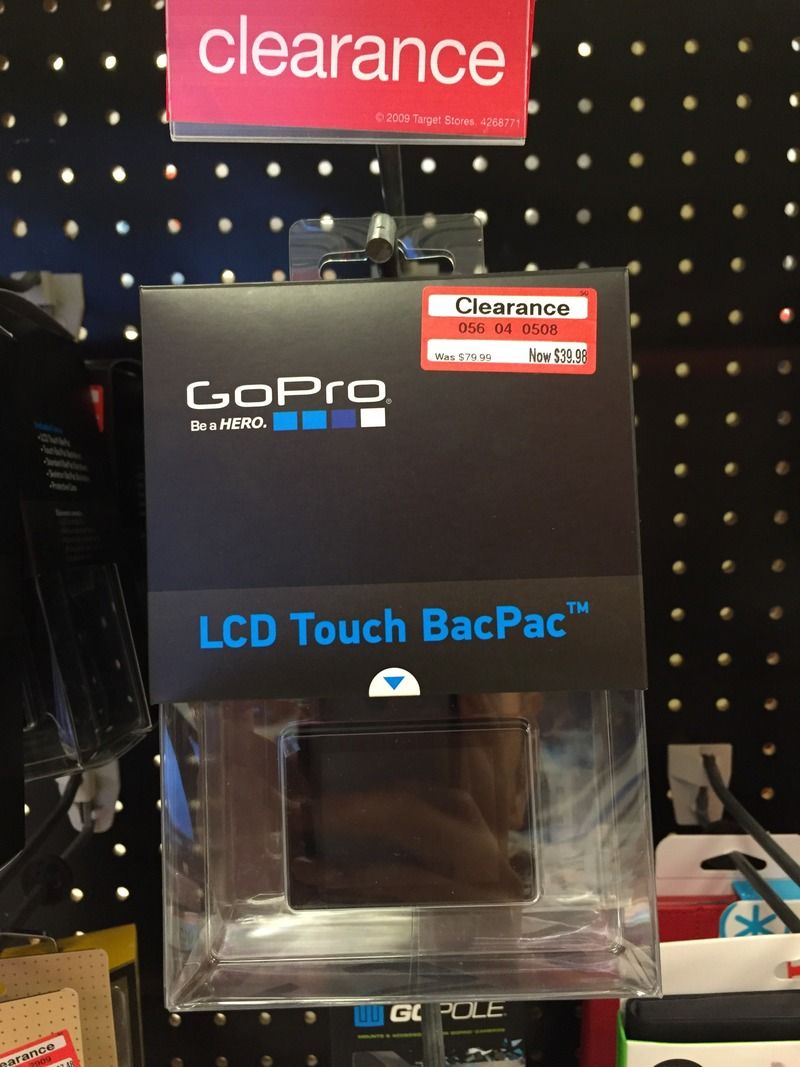 clearance
© 2009 Target Stores. 4268771
Clearance
056 04 0508
Was $79.99 Now $39.98
GoPro
Be a HERO.
LCD Touch BacPac™
GOPOLE
earance